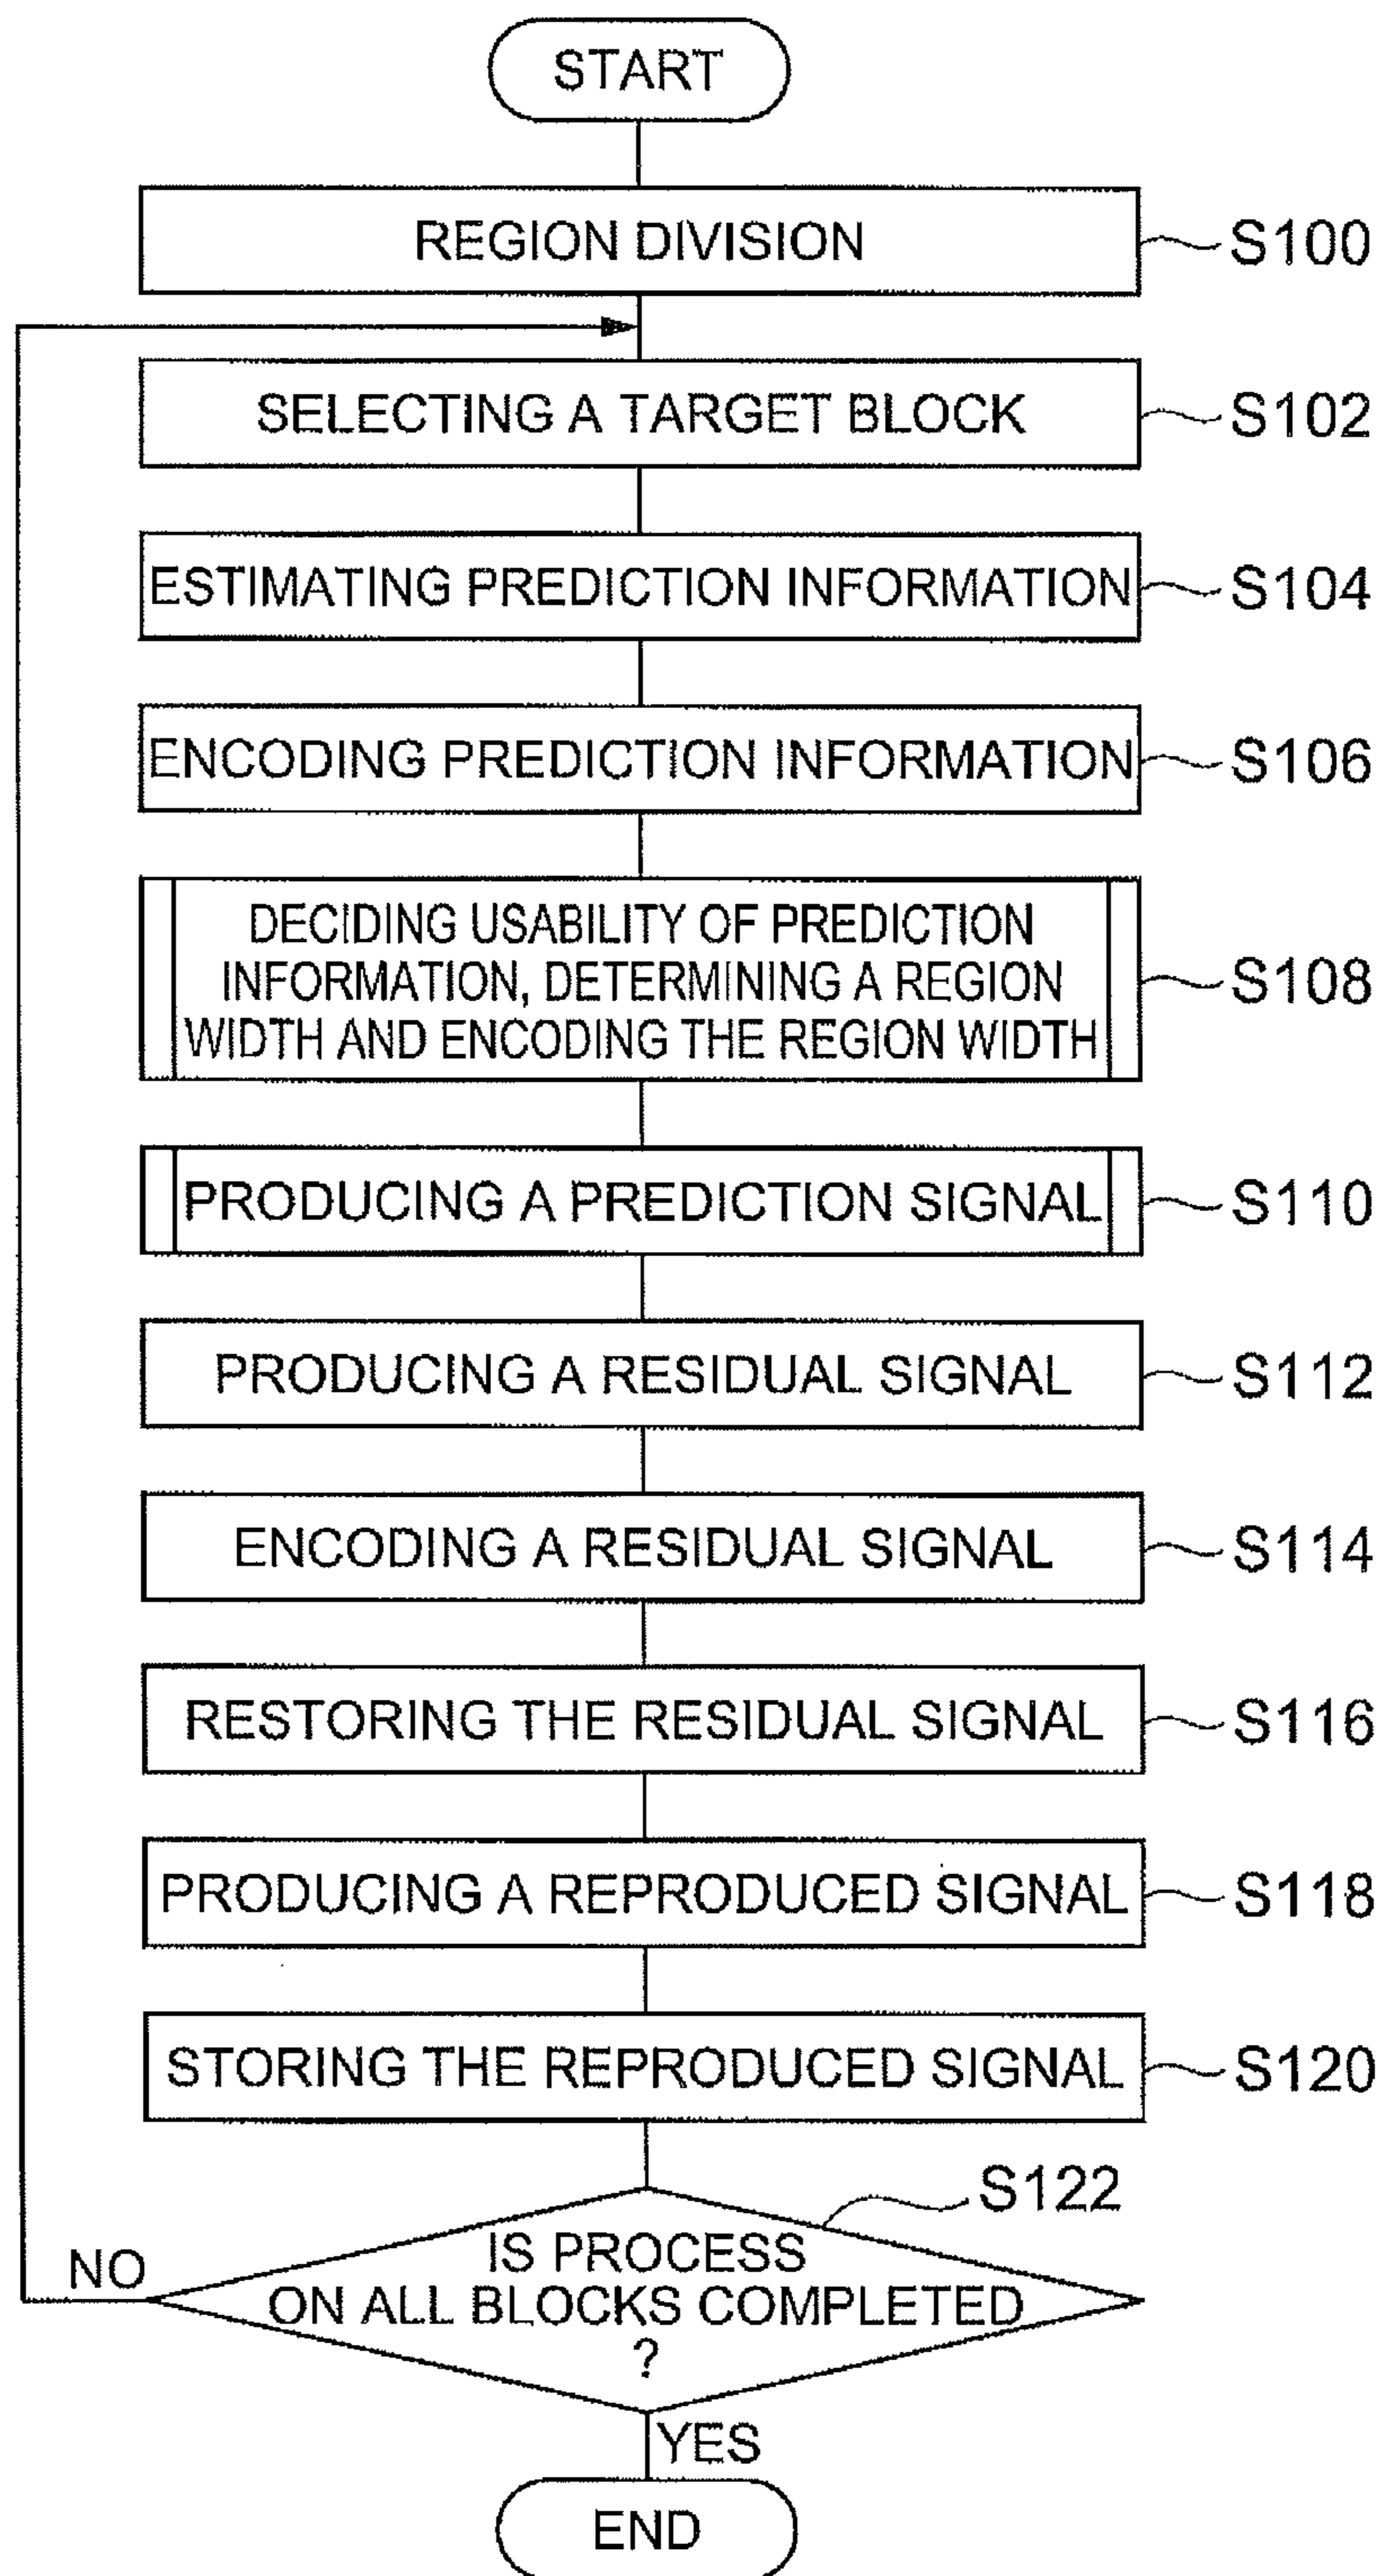 START
REGION DIVISION
S100
SELECTING A TARGET BLOCK
S102
ESTIMATING PREDICTION INFORMATION
S104
ENCODING PREDICTION INFORMATION
S106
DECIDING USABILITY OF PREDICTION
INFORMATION, DETERMINING A REGION
WIDTH AND ENCODING THE REGION WIDTH
S108
PRODUCING A PREDICTION SIGNAL
S110
PRODUCING A RESIDUAL SIGNAL
S112
ENCODING A RESIDUAL SIGNAL
S114
RESTORING THE RESIDUAL SIGNAL
S116
PRODUCING A REPRODUCED SIGNAL
S118
STORING THE REPRODUCED SIGNAL
S120
S122
IS PROCESS
ON ALL BLOCKS COMPLETED
?
NO
YES
END